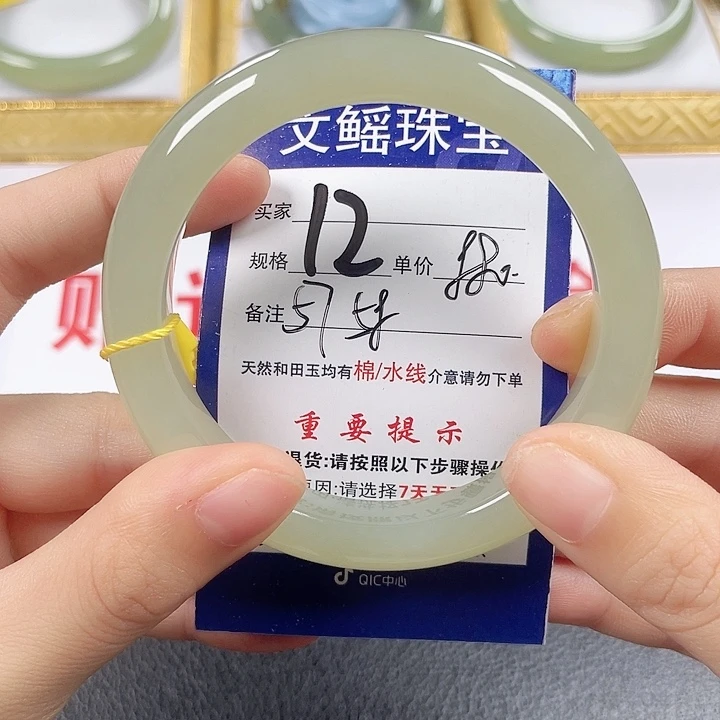 文鳐珠宝
买家
12
规格 单价
备注 57
天然和田玉均有棉/水线介意请勿下单
重要提示
退货:请按照以下步骤操作
原因:请选择7天无
QIC中心